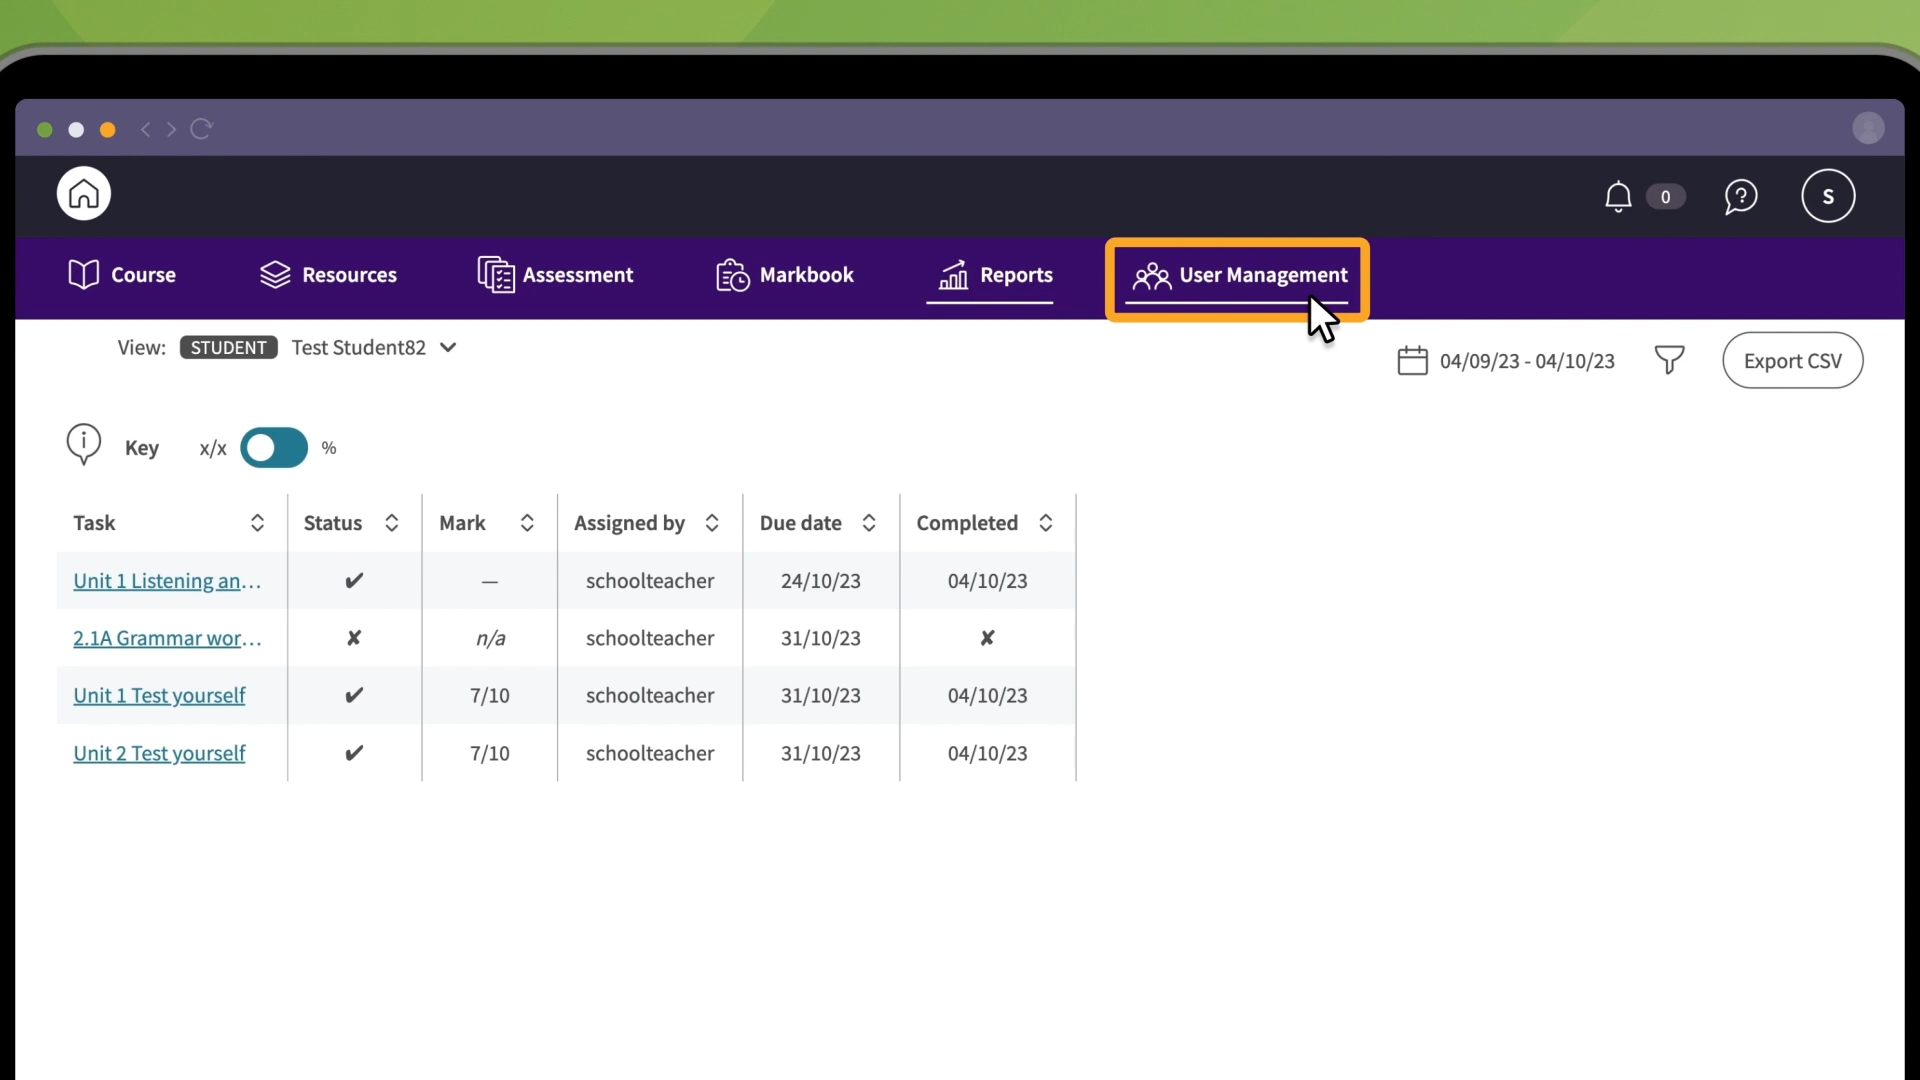 0
?
S
Course
Resources
Assessment
Markbook
Reports
User Management
View: STUDENT Test Student82
04/09/23 - 04/10/23
Export CSV
i
Key x/x %
Task Status Mark Assigned by Due date Completed
Unit 1 Listening an... ✔ — schoolteacher 24/10/23 04/10/23
2.1A Grammar wor... ✘ n/a schoolteacher 31/10/23 ✘
Unit 1 Test yourself ✔ 7/10 schoolteacher 31/10/23 04/10/23
Unit 2 Test yourself ✔ 7/10 schoolteacher 31/10/23 04/10/23